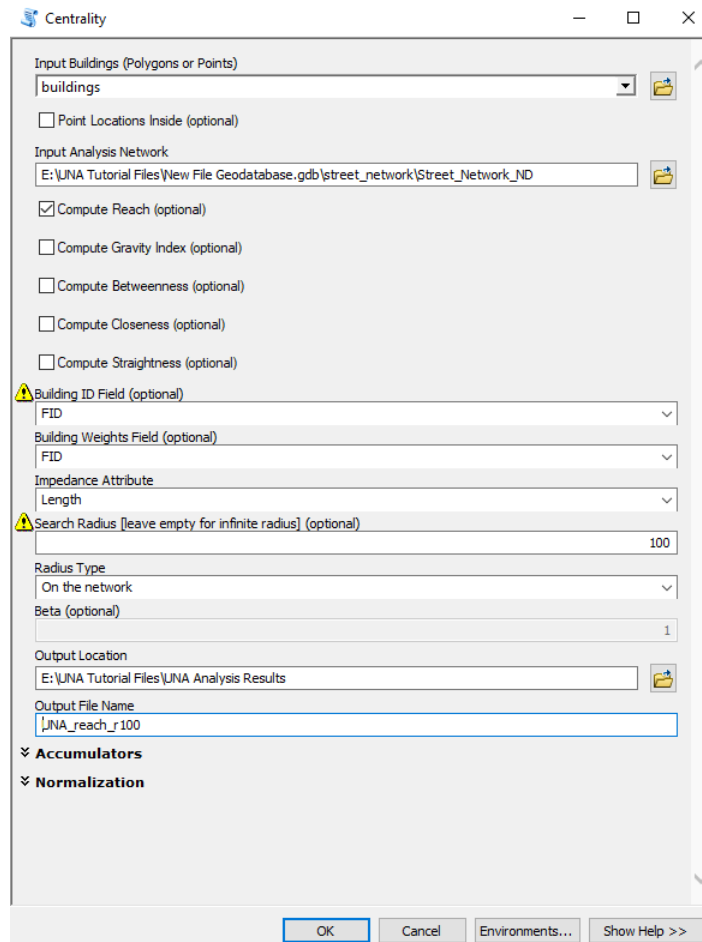 Centrality
Input Buildings (Polygons or Points)
buildings
Point Locations Inside (optional)
Input Analysis Network
E:\UNA Tutorial Files\New File Geodatabase.gdb\street_network\Street_Network_ND
Compute Reach (optional)
Compute Gravity Index (optional)
Compute Betweenness (optional)
Compute Closeness (optional)
Compute Straightness (optional)
Building ID Field (optional)
FID
Building Weights Field (optional)
FID
Impedance Attribute
Length
Search Radius [leave empty for infinite radius] (optional)
100
Radius Type
On the network
Beta (optional)
1
Output Location
E:\UNA Tutorial Files\UNA Analysis Results
Output File Name
UNA_reach_r100
Accumulators
Normalization
OK Cancel Environments... Show Help >>